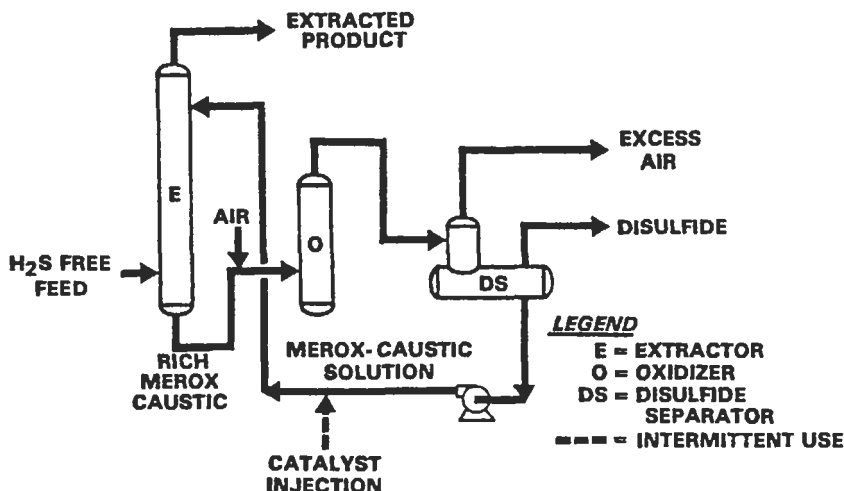 EXTRACTED
PRODUCT
EXCESS
AIR
E
AIR
O
DISULFIDE
H2S FREE
FEED
DS
RICH
MEROX
CAUSTIC
MEROX-CAUSTIC
SOLUTION
CATALYST
INJECTION
LEGEND
E = EXTRACTOR
O = OXIDIZER
DS = DISULFIDE
SEPARATOR
= INTERMITTENT USE